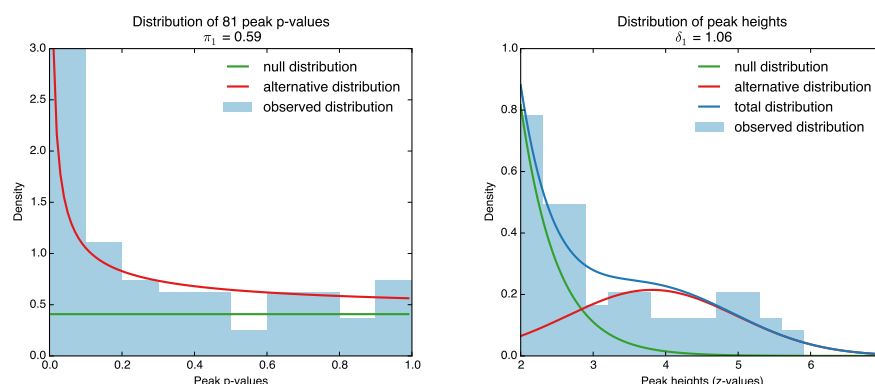 Distribution of 81 peak p-values
π₁ = 0.59
3.0
2.5
2.0
1.5
1.0
0.5
0.0
Density
null distribution
alternative distribution
observed distribution
0.0 0.2 0.4 0.6 0.8 1.0
Peak p-values
Distribution of peak heights
δ₁ = 1.06
1.0
0.8
0.6
0.4
0.2
0.0
Density
null distribution
alternative distribution
total distribution
observed distribution
2 3 4 5 6
Peak heights (z-values)